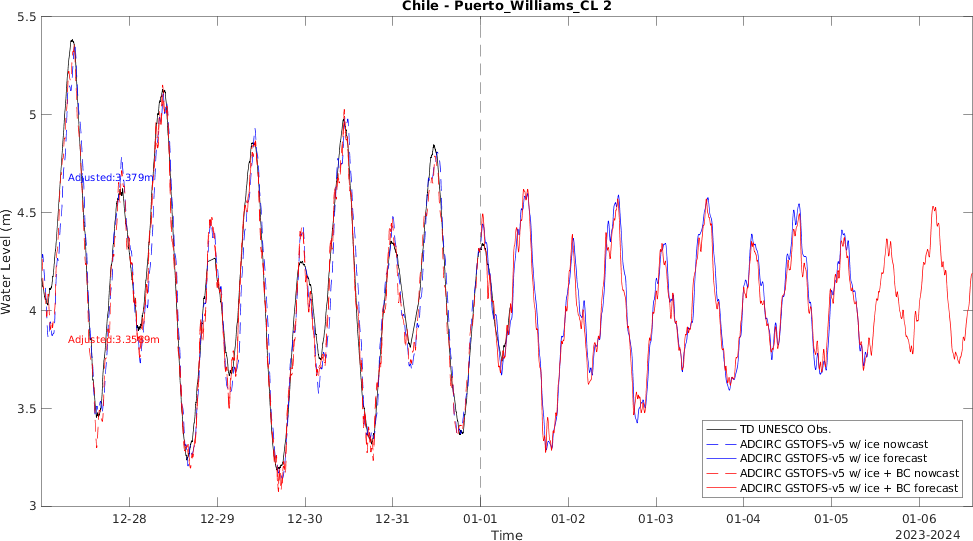 Chile - Puerto_Williams_CL 2
5.5
5
4.5
4
3.5
3
Water Level (m)
Adjusted:3.379m
Adjusted:3.3589m
TD UNESCO Obs.
ADCIRC GSTOFS-v5 w/ ice nowcast
ADCIRC GSTOFS-v5 w/ ice forecast
ADCIRC GSTOFS-v5 w/ ice + BC nowcast
ADCIRC GSTOFS-v5 w/ ice + BC forecast
12-28 12-29 12-30 12-31 01-01 01-02 01-03 01-04 01-05 01-06
Time
2023-2024